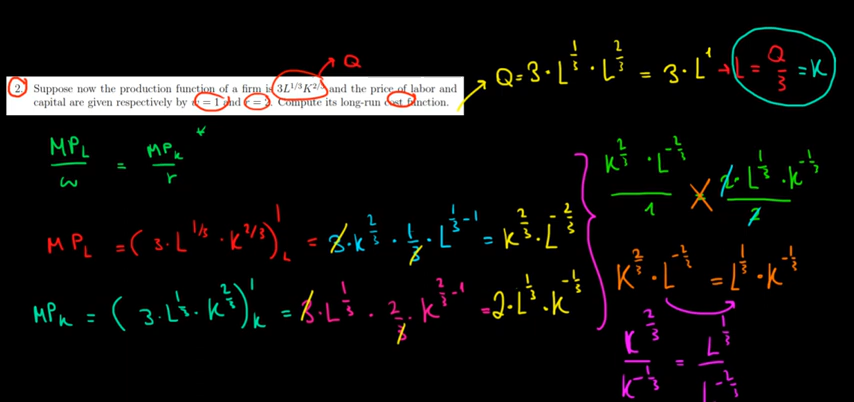 Q
Q = 3 · L^{1/3} · L^{2/3} = 3 · L^1 → L = Q/3 = K
2. Suppose now the production function of a firm is 3L^{1/3}K^{2/3} and the price of labor and
capital are given respectively by w = 1 and r = 2. Compute its long-run cost function.
MP_L/w = MP_K/r *
MP_L = (3 · L^{1/3} · K^{2/3})'_L = 3 · K^{2/3} · 1/3 · L^{1/3 - 1} = K^{2/3} · L^{-2/3}
MP_K = (3 · L^{1/3} · K^{2/3})'_K = 3 · L^{1/3} · 2/3 · K^{2/3 - 1} = 2 · L^{1/3} · K^{-1/3}
K^{2/3} · L^{-2/3}/1 = 2 · L^{1/3} · K^{-1/3}/2
K^{2/3} · L^{-2/3} = L^{1/3} · K^{-1/3}
K^{2/3}/K^{-1/3} = L^{1/3}/L^{-2/3}